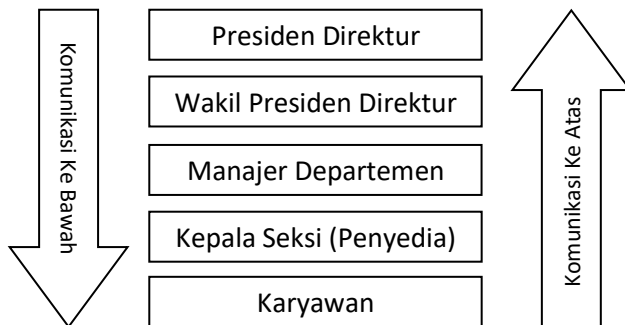 Komunikasi Ke Bawah
Presiden Direktur
Wakil Presiden Direktur
Manajer Departemen
Kepala Seksi (Penyedia)
Karyawan
Komunikasi Ke Atas